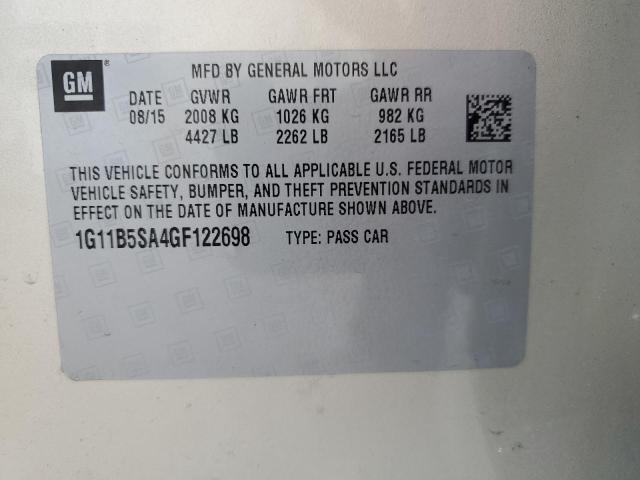 GM ® MFD BY GENERAL MOTORS LLC
DATE GVWR GAWR FRT GAWR RR
08/15 2008 KG 1026 KG 982 KG
4427 LB 2262 LB 2165 LB
THIS VEHICLE CONFORMS TO ALL APPLICABLE U.S. FEDERAL MOTOR
VEHICLE SAFETY, BUMPER, AND THEFT PREVENTION STANDARDS IN
EFFECT ON THE DATE OF MANUFACTURE SHOWN ABOVE.
1G11B5SA4GF122698 TYPE: PASS CAR